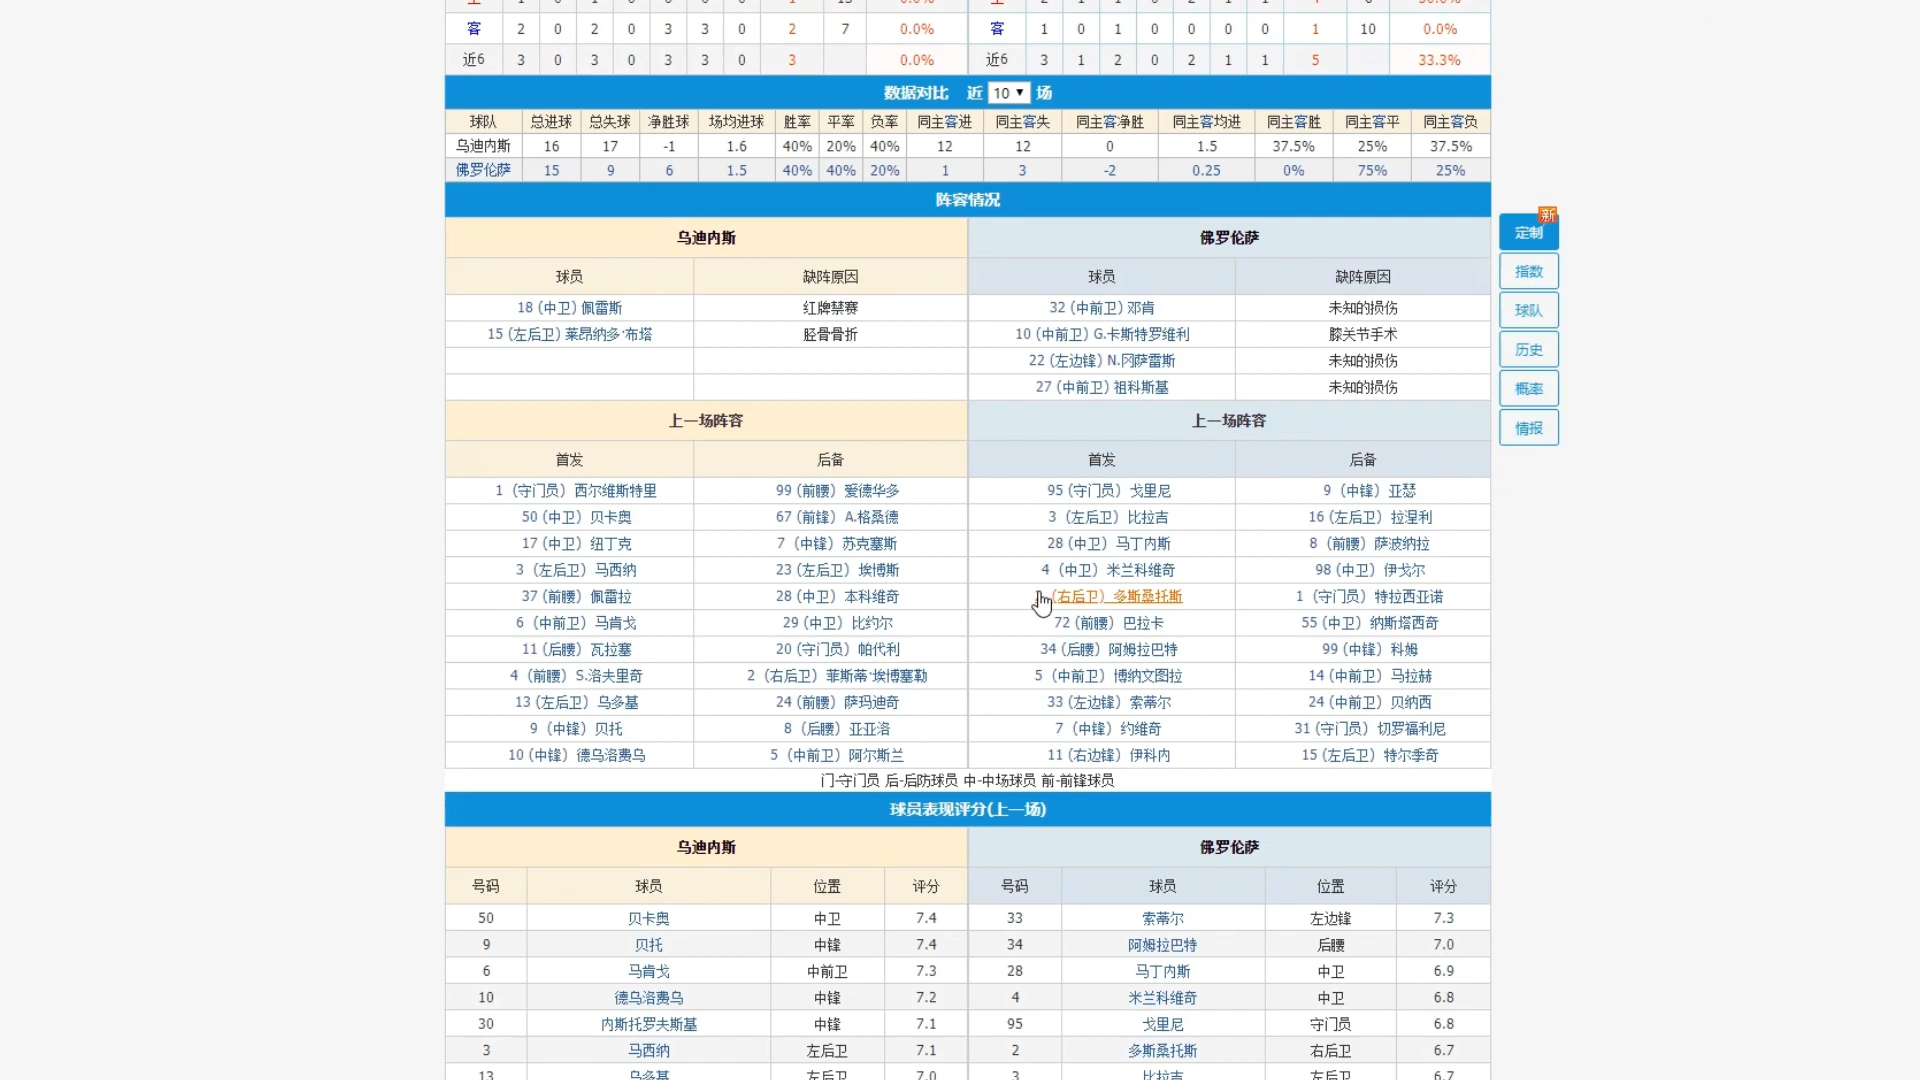 客 2 0 2 0 3 3 0 2 7 0.0% 客 1 0 1 0 0 0 0 1 10 0.0%
近6 3 0 3 0 3 3 0 3 0.0% 近6 3 1 2 0 2 1 1 5 33.3%
数据对比 近 10 ▼ 场
球队 总进球 总失球 净胜球 场均进球 胜率 平率 负率 同主客进 同主客失 同主客净胜 同主客均进 同主客胜 同主客平 同主客负
乌迪内斯 16 17 -1 1.6 40% 20% 40% 12 12 0 1.5 37.5% 25% 37.5%
佛罗伦萨 15 9 6 1.5 40% 40% 20% 1 3 -2 0.25 0% 75% 25%
阵容情况
乌迪内斯 佛罗伦萨
球员 缺阵原因 球员 缺阵原因
18 (中卫) 佩雷斯 红牌禁赛 32 (中前卫) 邓肯 未知的损伤
15 (左后卫) 莱昂纳多·布塔 胫骨骨折 10 (中前卫) G.卡斯特罗维利 膝关节手术
22 (左边锋) N.冈萨雷斯 未知的损伤
27 (中前卫) 祖科斯基 未知的损伤
上一场阵容 上一场阵容
首发 后备 首发 后备
1（守门员）西尔维斯特里 99 (前腰）爱德华多 95 (守门员）戈里尼 9（中锋）亚瑟
50 (中卫）贝卡奥 67 (前锋）A.格桑德 3（左后卫）比拉吉 16 (左后卫）拉涅利
17 (中卫）纽丁克 7（中锋）苏克塞斯 28 (中卫）马丁内斯 8（前腰）萨波纳拉
3（左后卫）马西纳 23 (左后卫）埃博斯 4（中卫）米兰科维奇 98 (中卫）伊戈尔
37 (前腰）佩雷拉 28 (中卫）本科维奇 (右后卫）多斯桑托斯 1（守门员）特拉西亚诺
6（中前卫）马肯戈 29 (中卫）比约尔 72 (前腰）巴拉卡 55 (中卫）纳斯塔西奇
11 (后腰）瓦拉塞 20 (守门员）帕代利 34 (后腰）阿姆拉巴特 99 (中锋）科姆
4（前腰）S.洛夫里奇 2（右后卫）菲斯蒂·埃博塞勒 5（中前卫）博纳文图拉 14 (中前卫）马拉赫
13 (左后卫）乌多基 24 (前腰）萨玛迪奇 33 (左边锋）索蒂尔 24 (中前卫）贝纳西
9（中锋）贝托 8（后腰）亚亚洛 7（中锋）约维奇 31 (守门员）切罗福利尼
10 (中锋）德乌洛费乌 5（中前卫）阿尔斯兰 11 (右边锋）伊科内 15 (左后卫）特尔季奇
门-守门员 后-后防球员 中-中场球员 前-前锋球员
球员表现评分(上一场)
乌迪内斯 佛罗伦萨
号码 球员 位置 评分 号码 球员 位置 评分
50 贝卡奥 中卫 7.4 33 索蒂尔 左边锋 7.3
9 贝托 中锋 7.4 34 阿姆拉巴特 后腰 7.0
6 马肯戈 中前卫 7.3 28 马丁内斯 中卫 6.9
10 德乌洛费乌 中锋 7.2 4 米兰科维奇 中卫 6.8
30 内斯托罗夫斯基 中锋 7.1 95 戈里尼 守门员 6.8
3 马西纳 左后卫 7.1 2 多斯桑托斯 右后卫 6.7
13 乌多基 左后卫 7.0 3 比拉吉 左后卫 6.7
新
定制
指数
球队
历史
概率
情报